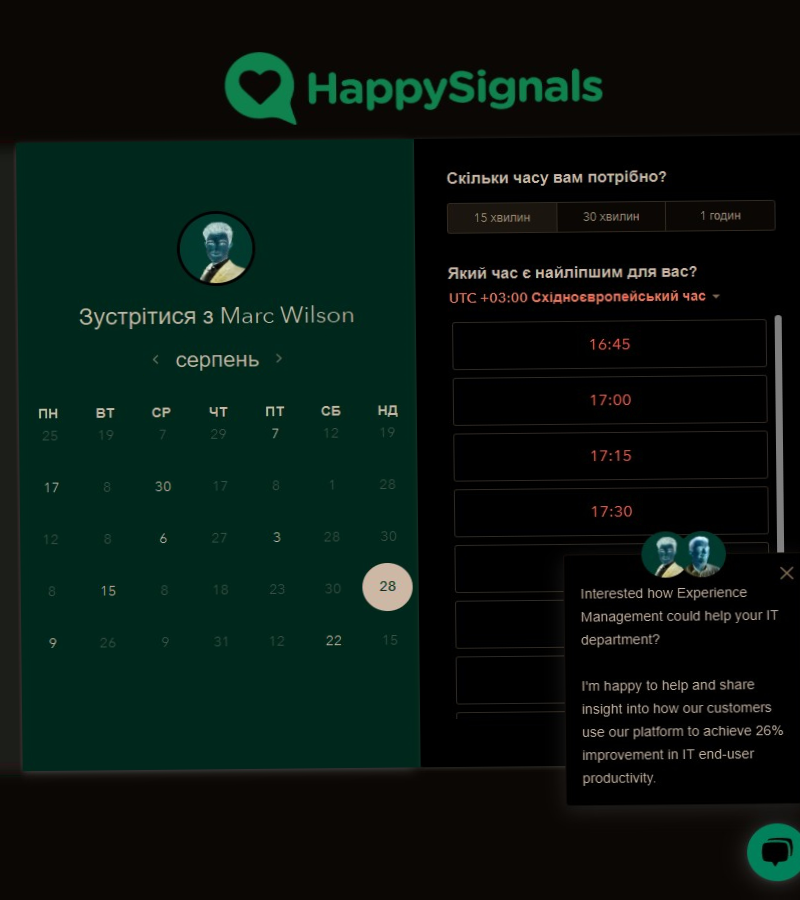 HappySignals
Зустрітися з Marc Wilson
серпень
ПН ВТ СР ЧТ ПТ СБ НД
25 19 7 29 7 12 19
17 8 30 17 8 1 28
12 8 6 27 3 28 30
8 15 8 18 23 30 28
9 26 9 31 12 22 15
Скільки часу вам потрібно?
15 хвилин 30 хвилин 1 годин
Який час є найліпшим для вас?
UTC +03:00 Східноєвропейський час
16:45
17:00
17:15
17:30
Interested how Experience
Management could help your IT
department?
I'm happy to help and share
insight into how our customers
use our platform to achieve 26%
improvement in IT end-user
productivity.